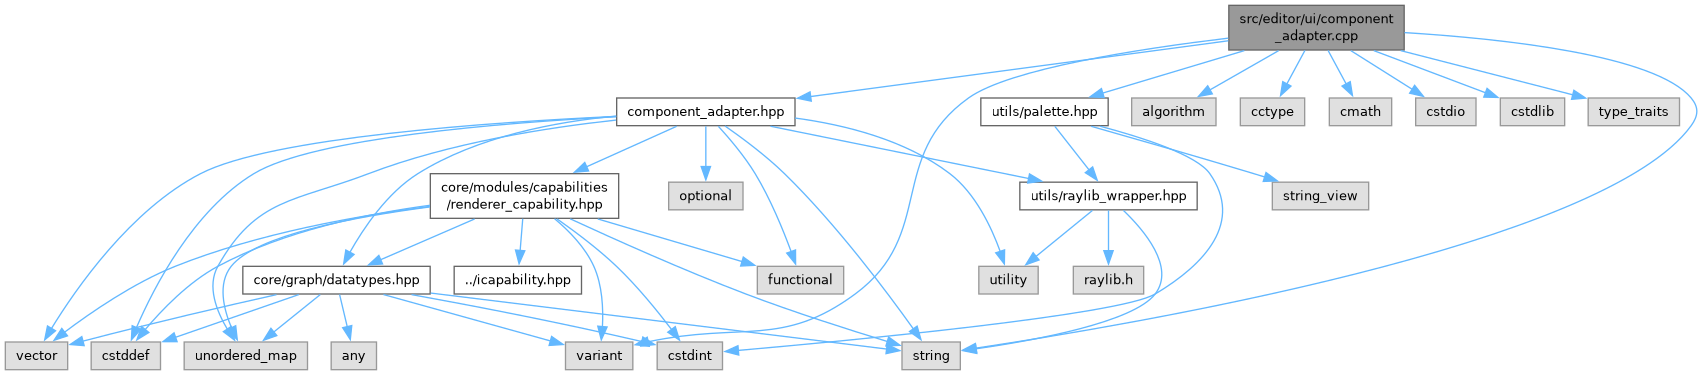 src/editor/ui/component
_adapter.cpp
component_adapter.hpp
utils/palette.hpp
algorithm
cctype
cmath
cstdio
cstdlib
type_traits
core/modules/capabilities
/renderer_capability.hpp
optional
utils/raylib_wrapper.hpp
string_view
core/graph/datatypes.hpp
../icapability.hpp
functional
utility
raylib.h
vector
cstddef
unordered_map
any
variant
cstdint
string